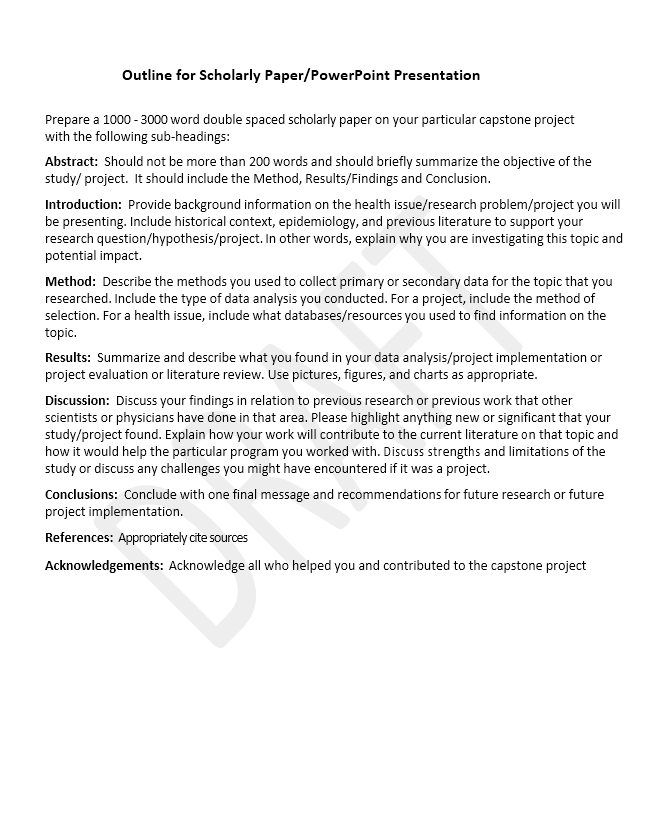 Outline for Scholarly Paper/PowerPoint Presentation
Prepare a 1000 - 3000 word double spaced scholarly paper on your particular capstone project
with the following sub-headings:
Abstract: Should not be more than 200 words and should briefly summarize the objective of the
study/ project. It should include the Method, Results/Findings and Conclusion.
Introduction: Provide background information on the health issue/research problem/project you will
be presenting. Include historical context, epidemiology, and previous literature to support your
research question/hypothesis/project. In other words, explain why you are investigating this topic and
potential impact.
Method: Describe the methods you used to collect primary or secondary data for the topic that you
researched. Include the type of data analysis you conducted. For a project, include the method of
selection. For a health issue, include what databases/resources you used to find information on the
topic.
Results: Summarize and describe what you found in your data analysis/project implementation or
project evaluation or literature review. Use pictures, figures, and charts as appropriate.
Discussion: Discuss your findings in relation to previous research or previous work that other
scientists or physicians have done in that area. Please highlight anything new or significant that your
study/project found. Explain how your work will contribute to the current literature on that topic and
how it would help the particular program you worked with. Discuss strengths and limitations of the
study or discuss any challenges you might have encountered if it was a project.
Conclusions: Conclude with one final message and recommendations for future research or future
project implementation.
References: Appropriately cite sources
Acknowledgements: Acknowledge all who helped you and contributed to the capstone project
DRAFT